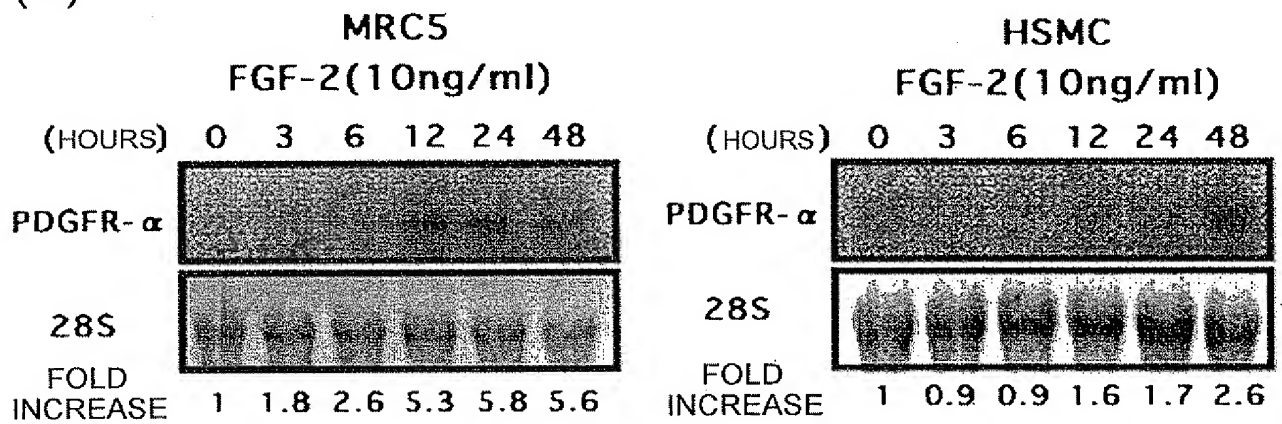 MRC5
FGF-2(10ng/ml)
(HOURS) 0 3 6 12 24 48
PDGFR-α
28S
FOLD
INCREASE 1 1.8 2.6 5.3 5.8 5.6
HSMC
FGF-2(10ng/ml)
(HOURS) 0 3 6 12 24 48
PDGFR-α
28S
FOLD
INCREASE 1 0.9 0.9 1.6 1.7 2.6